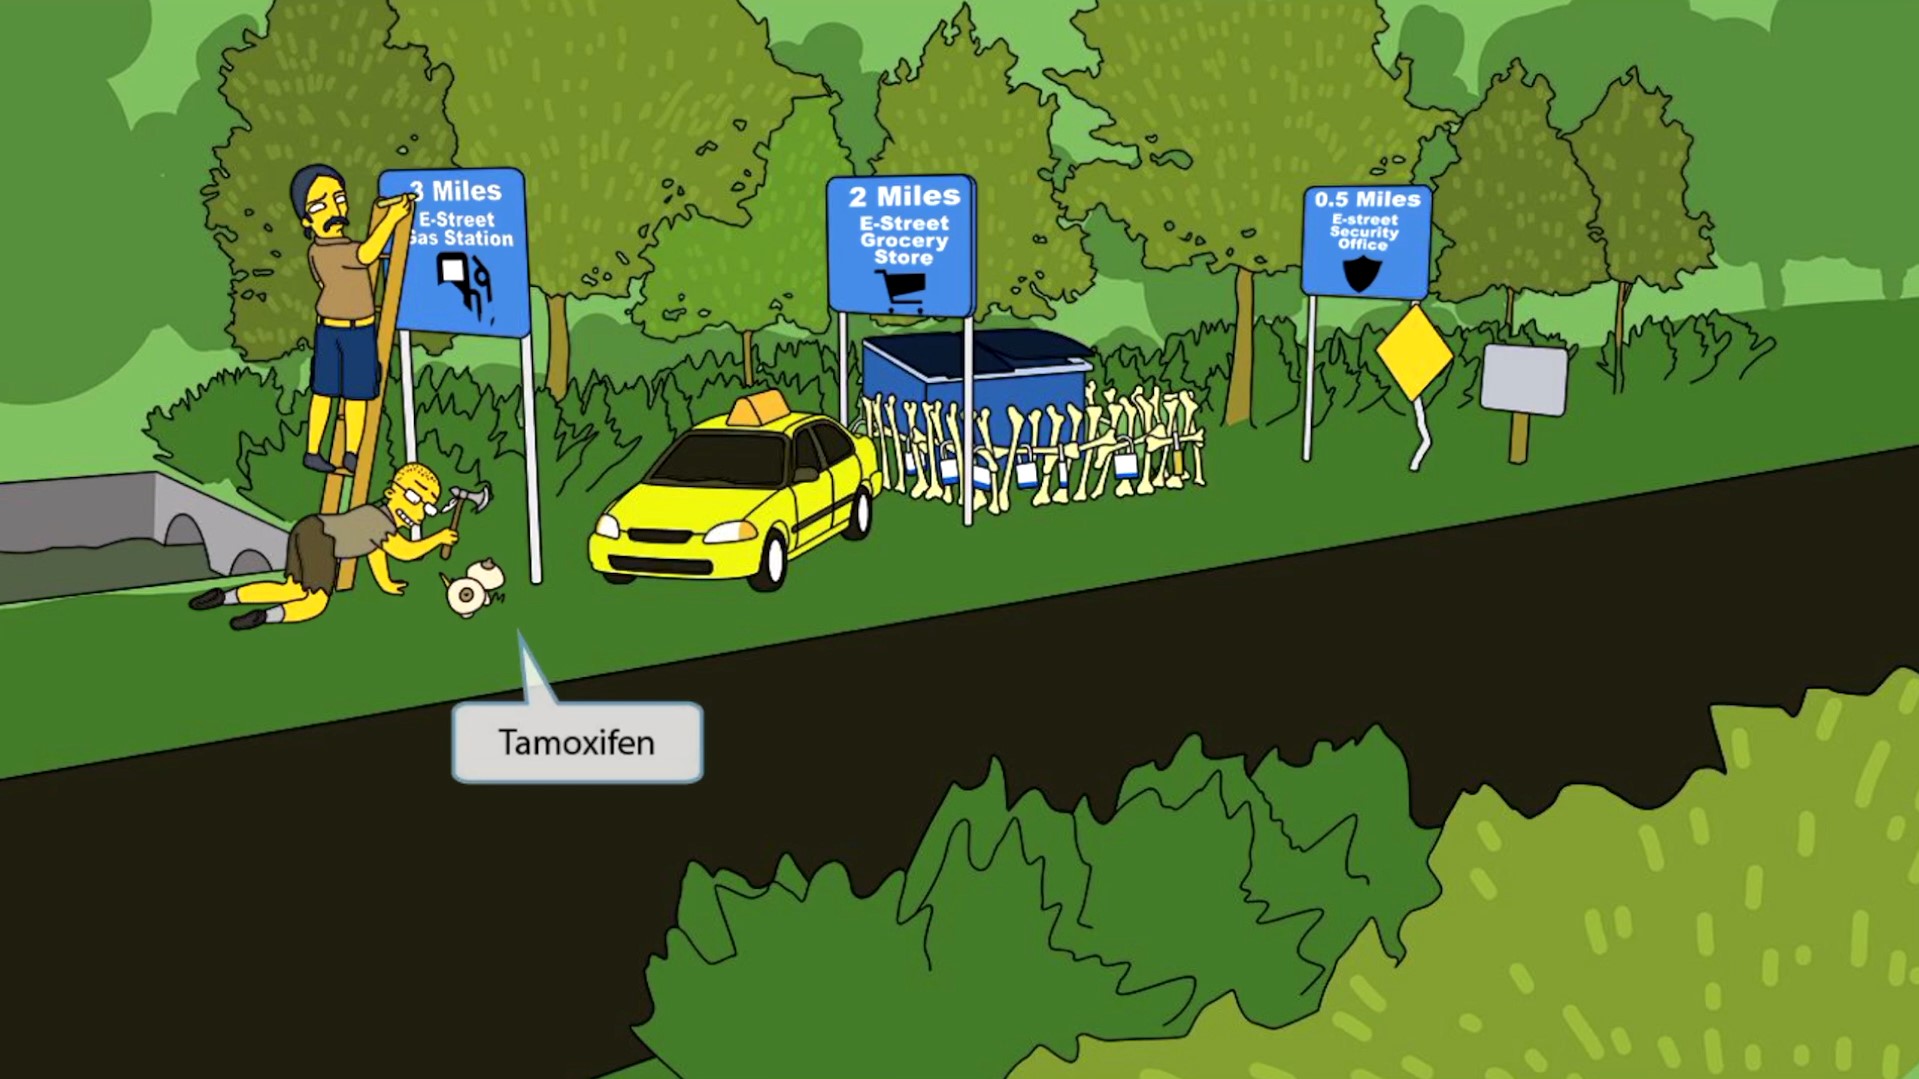 3 Miles
E-Street
Gas Station
2 Miles
E-Street
Grocery
Store
0.5 Miles
E-street
Security
Office
Tamoxifen